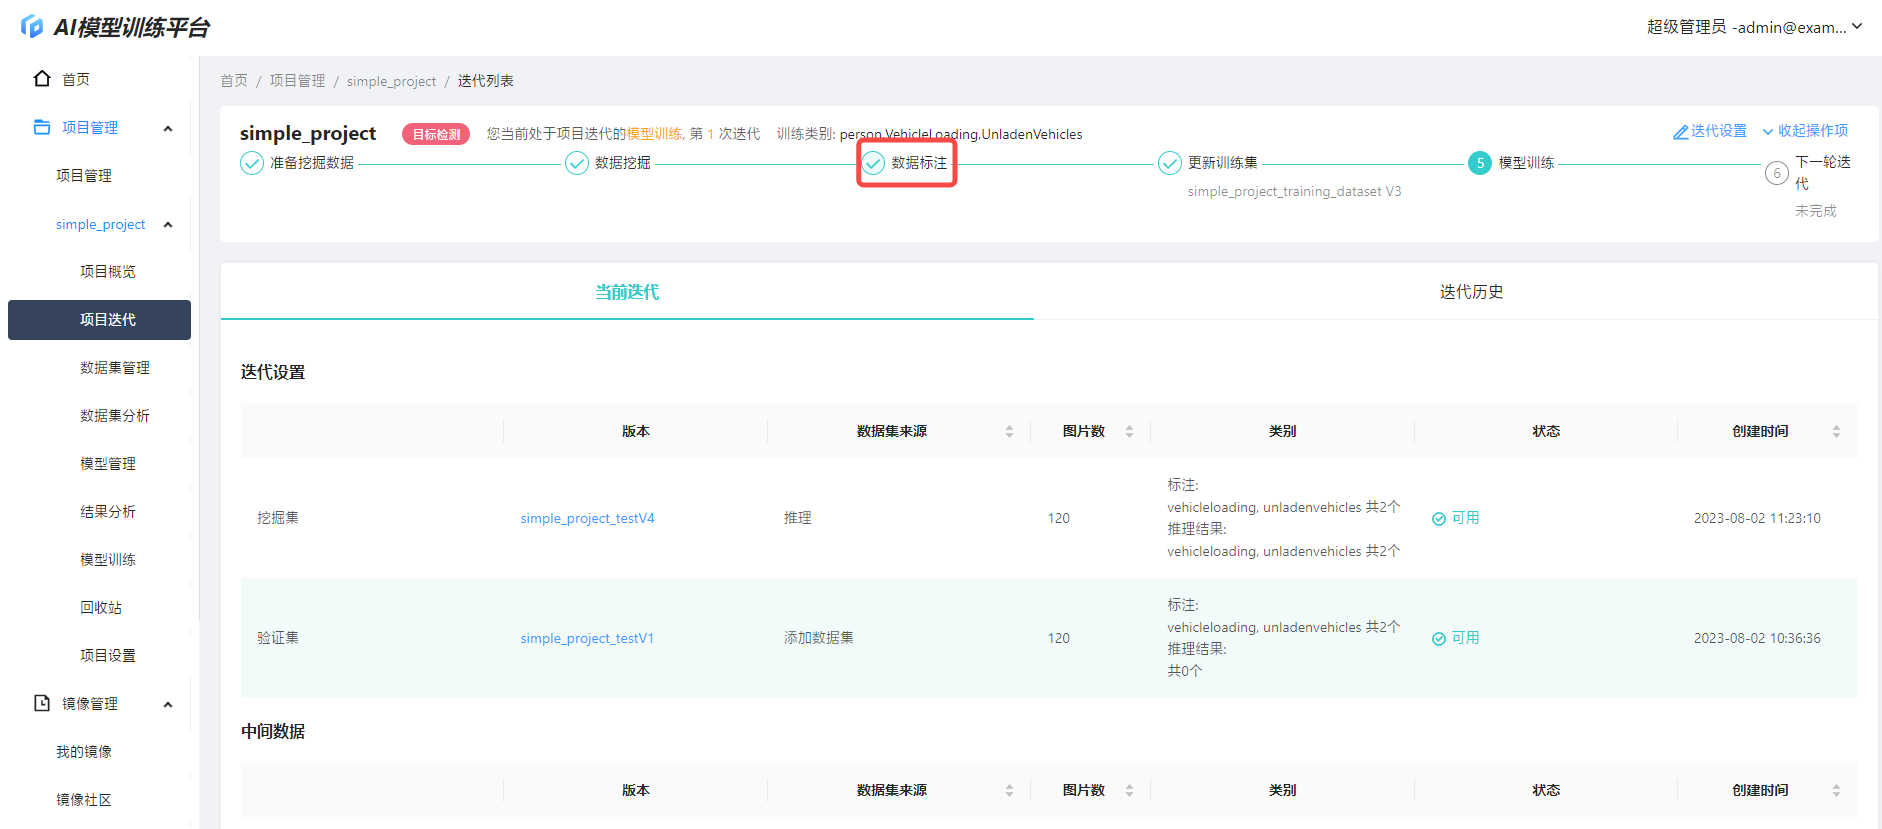 AI模型训练平台
超级管理员 -admin@exam...
首页
项目管理
项目管理
simple_project
项目概览
项目迭代
数据集管理
数据集分析
模型管理
结果分析
模型训练
回收站
项目设置
镜像管理
我的镜像
镜像社区
首页 / 项目管理 / simple_project / 迭代列表
simple_project 目标检测 您当前处于项目迭代的模型训练, 第 1 次迭代 训练类别: person,VehicleLoading,UnladenVehicles
迭代设置 收起操作项
准备挖掘数据 数据挖掘 数据标注 更新训练集 5 模型训练 6 下一轮迭
代
simple_project_training_dataset V3
未完成
当前迭代 迭代历史
迭代设置
版本 数据集来源 图片数 类别 状态 创建时间
标注:
vehicleloading, unladenvehicles 共2个
挖掘集 simple_project_testV4 推理 120 可用 2023-08-02 11:23:10
推理结果:
vehicleloading, unladenvehicles 共2个
标注:
vehicleloading, unladenvehicles 共2个
验证集 simple_project_testV1 添加数据集 120 可用 2023-08-02 10:36:36
推理结果:
共0个
中间数据
版本 数据集来源 图片数 类别 状态 创建时间